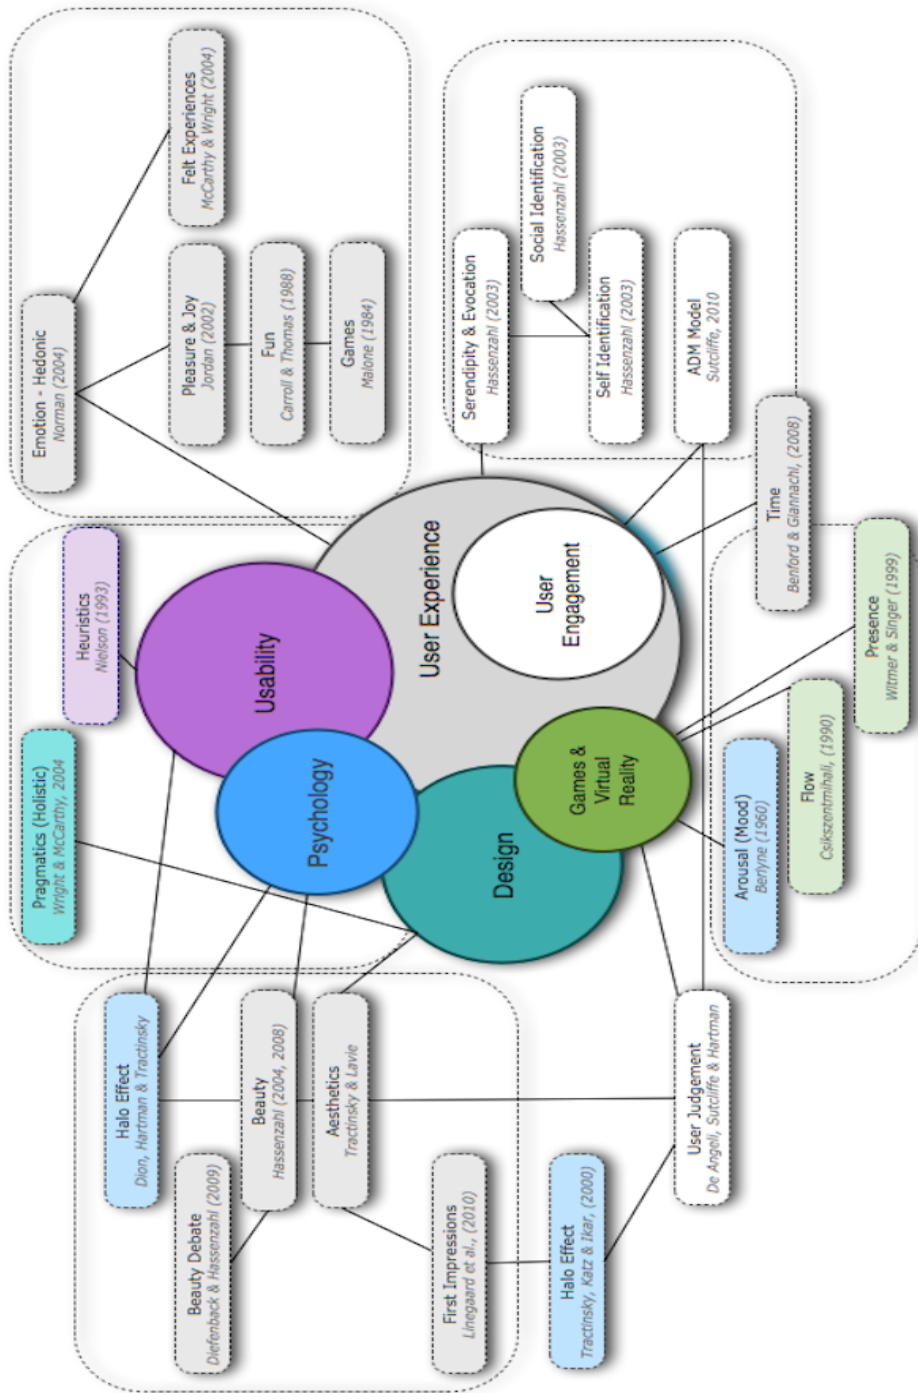 Beauty Debate
Diefenback & Hassenzahl (2009)
Halo Effect
Dion, Hartman & Tractinsky
Beauty
Hassenzahl (2004, 2008)
Aesthetics
Tractinsky & Lavie
First Impressions
Linegaard et al., (2010)
Halo Effect
Tractinsky, Katz & Ikar, (2000)
User Judgement
De Angeli, Sutcliffe & Hartman
Pragmatics (Holistic)
Wright & McCarthy, 2004
Heuristics
Nielson (1993)
Usability
Psychology
User Experience
Design
User
Engagement
Games &
Virtual
Reality
Emotion - Hedonic
Norman (2004)
Pleasure & Joy
Jordan (2002)
Felt Experiences
McCarthy & Wright (2004)
Fun
Carroll & Thomas (1988)
Games
Malone (1984)
Serendipity & Evocation
Hassenzahl (2003)
Social Identification
Hassenzahl (2003)
Self Identification
Hassenzahl (2003)
ADM Model
Sutcliffe, 2010
Time
Benford & Giannachi, (2008)
Arousal (Mood)
Berlyne (1960)
Flow
Csikszentmihali, (1990)
Presence
Witmer & Singer (1999)